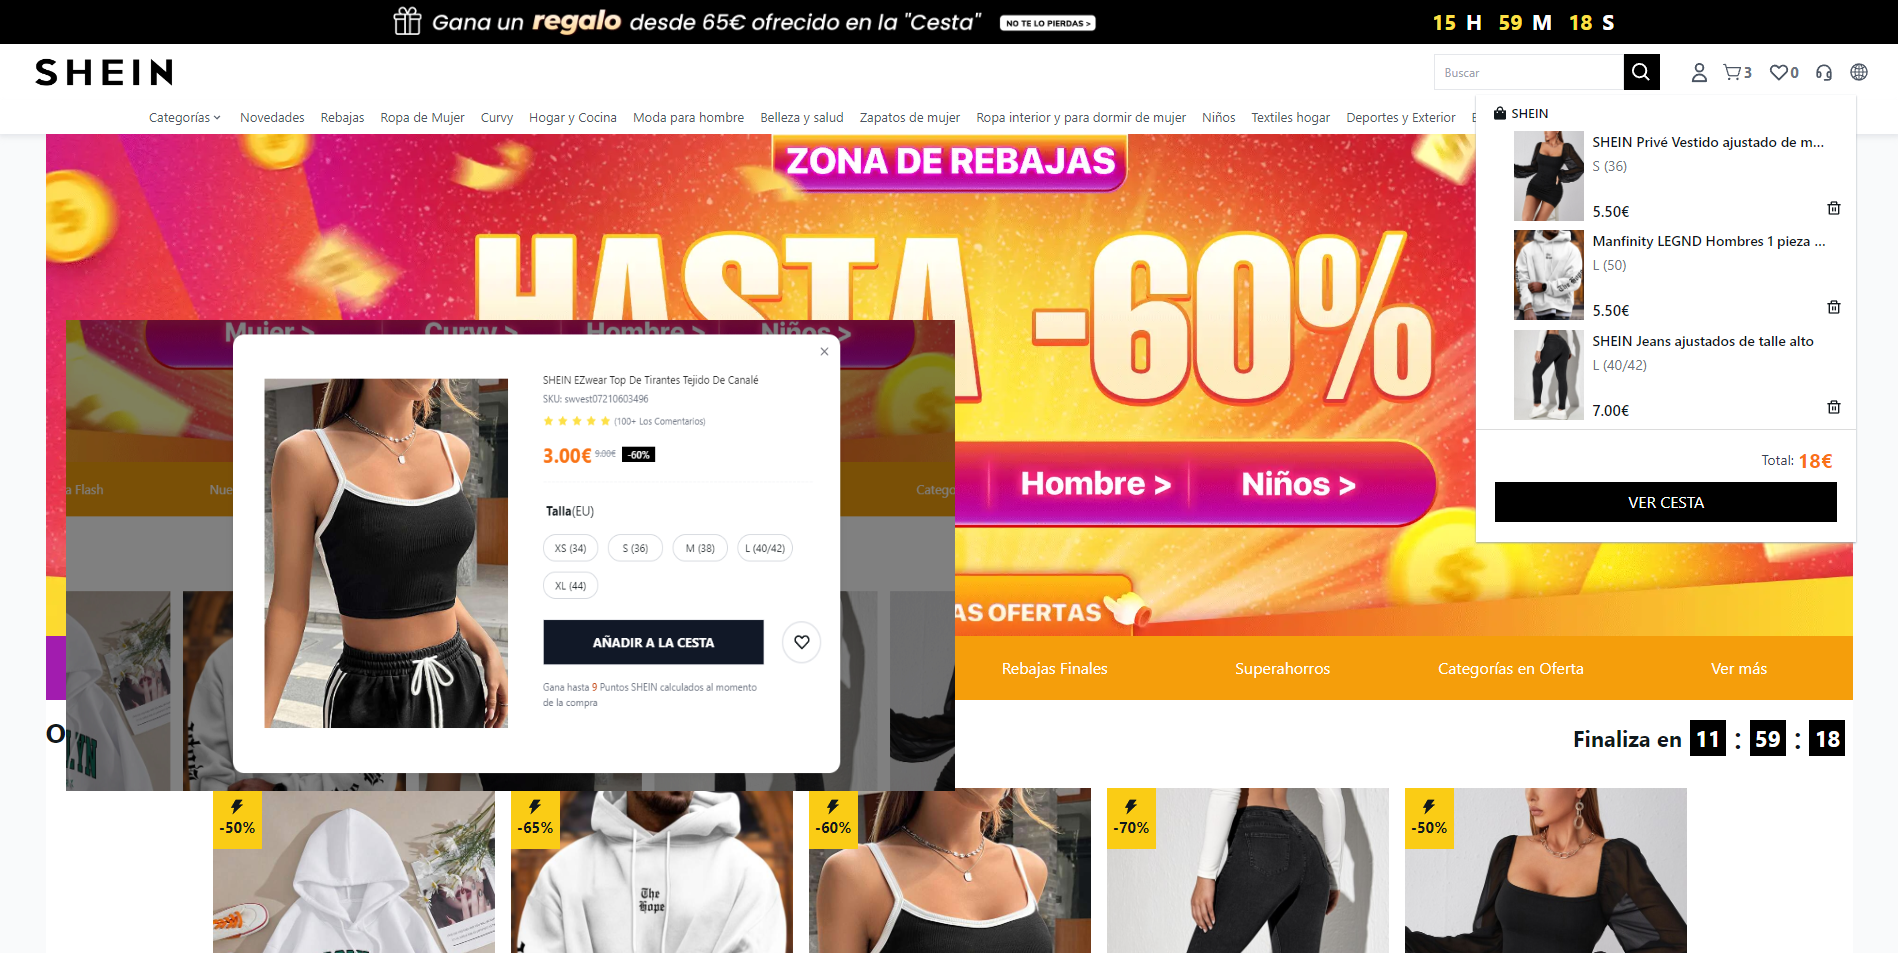 Gana un regalo desde 65€ ofrecido en la "Cesta" NO TE LO PIERDAS > 15 H 59 M 18 S
SHEIN
Buscar
3
0
Categorías Novedades Rebajas Ropa de Mujer Curvy Hogar y Cocina Moda para hombre Belleza y salud Zapatos de mujer Ropa interior y para dormir de mujer Niños Textiles hogar Deportes y Exterior
SHEIN
SHEIN Privé Vestido ajustado de m...
S (36)
5.50€
Manfinity LEGND Hombres 1 pieza ...
L (50)
5.50€
SHEIN Jeans ajustados de talle alto
L (40/42)
7.00€
Total: 18€
VER CESTA
ZONA DE REBAJAS
HASTA -60%
Hombre > Niños >
AS OFERTAS
Mujer > Curvy > Hombre > Niños >
a Flash
Nue
Catego
×
SHEIN EZwear Top De Tirantes Tejido De Canalé
SKU: swvest07210603496
(100+ Los Comentarios)
3.00€ 9.00€ -60%
Talla(EU)
XS (34) S (36) M (38) L (40/42)
XL (44)
AÑADIR A LA CESTA
Gana hasta 9 Puntos SHEIN calculados al momento
de la compra
Rebajas Finales Superahorros Categorías en Oferta Ver más
O
Finaliza en 11 : 59 : 18
-50% -65% -60% -70% -50%
The
Hope